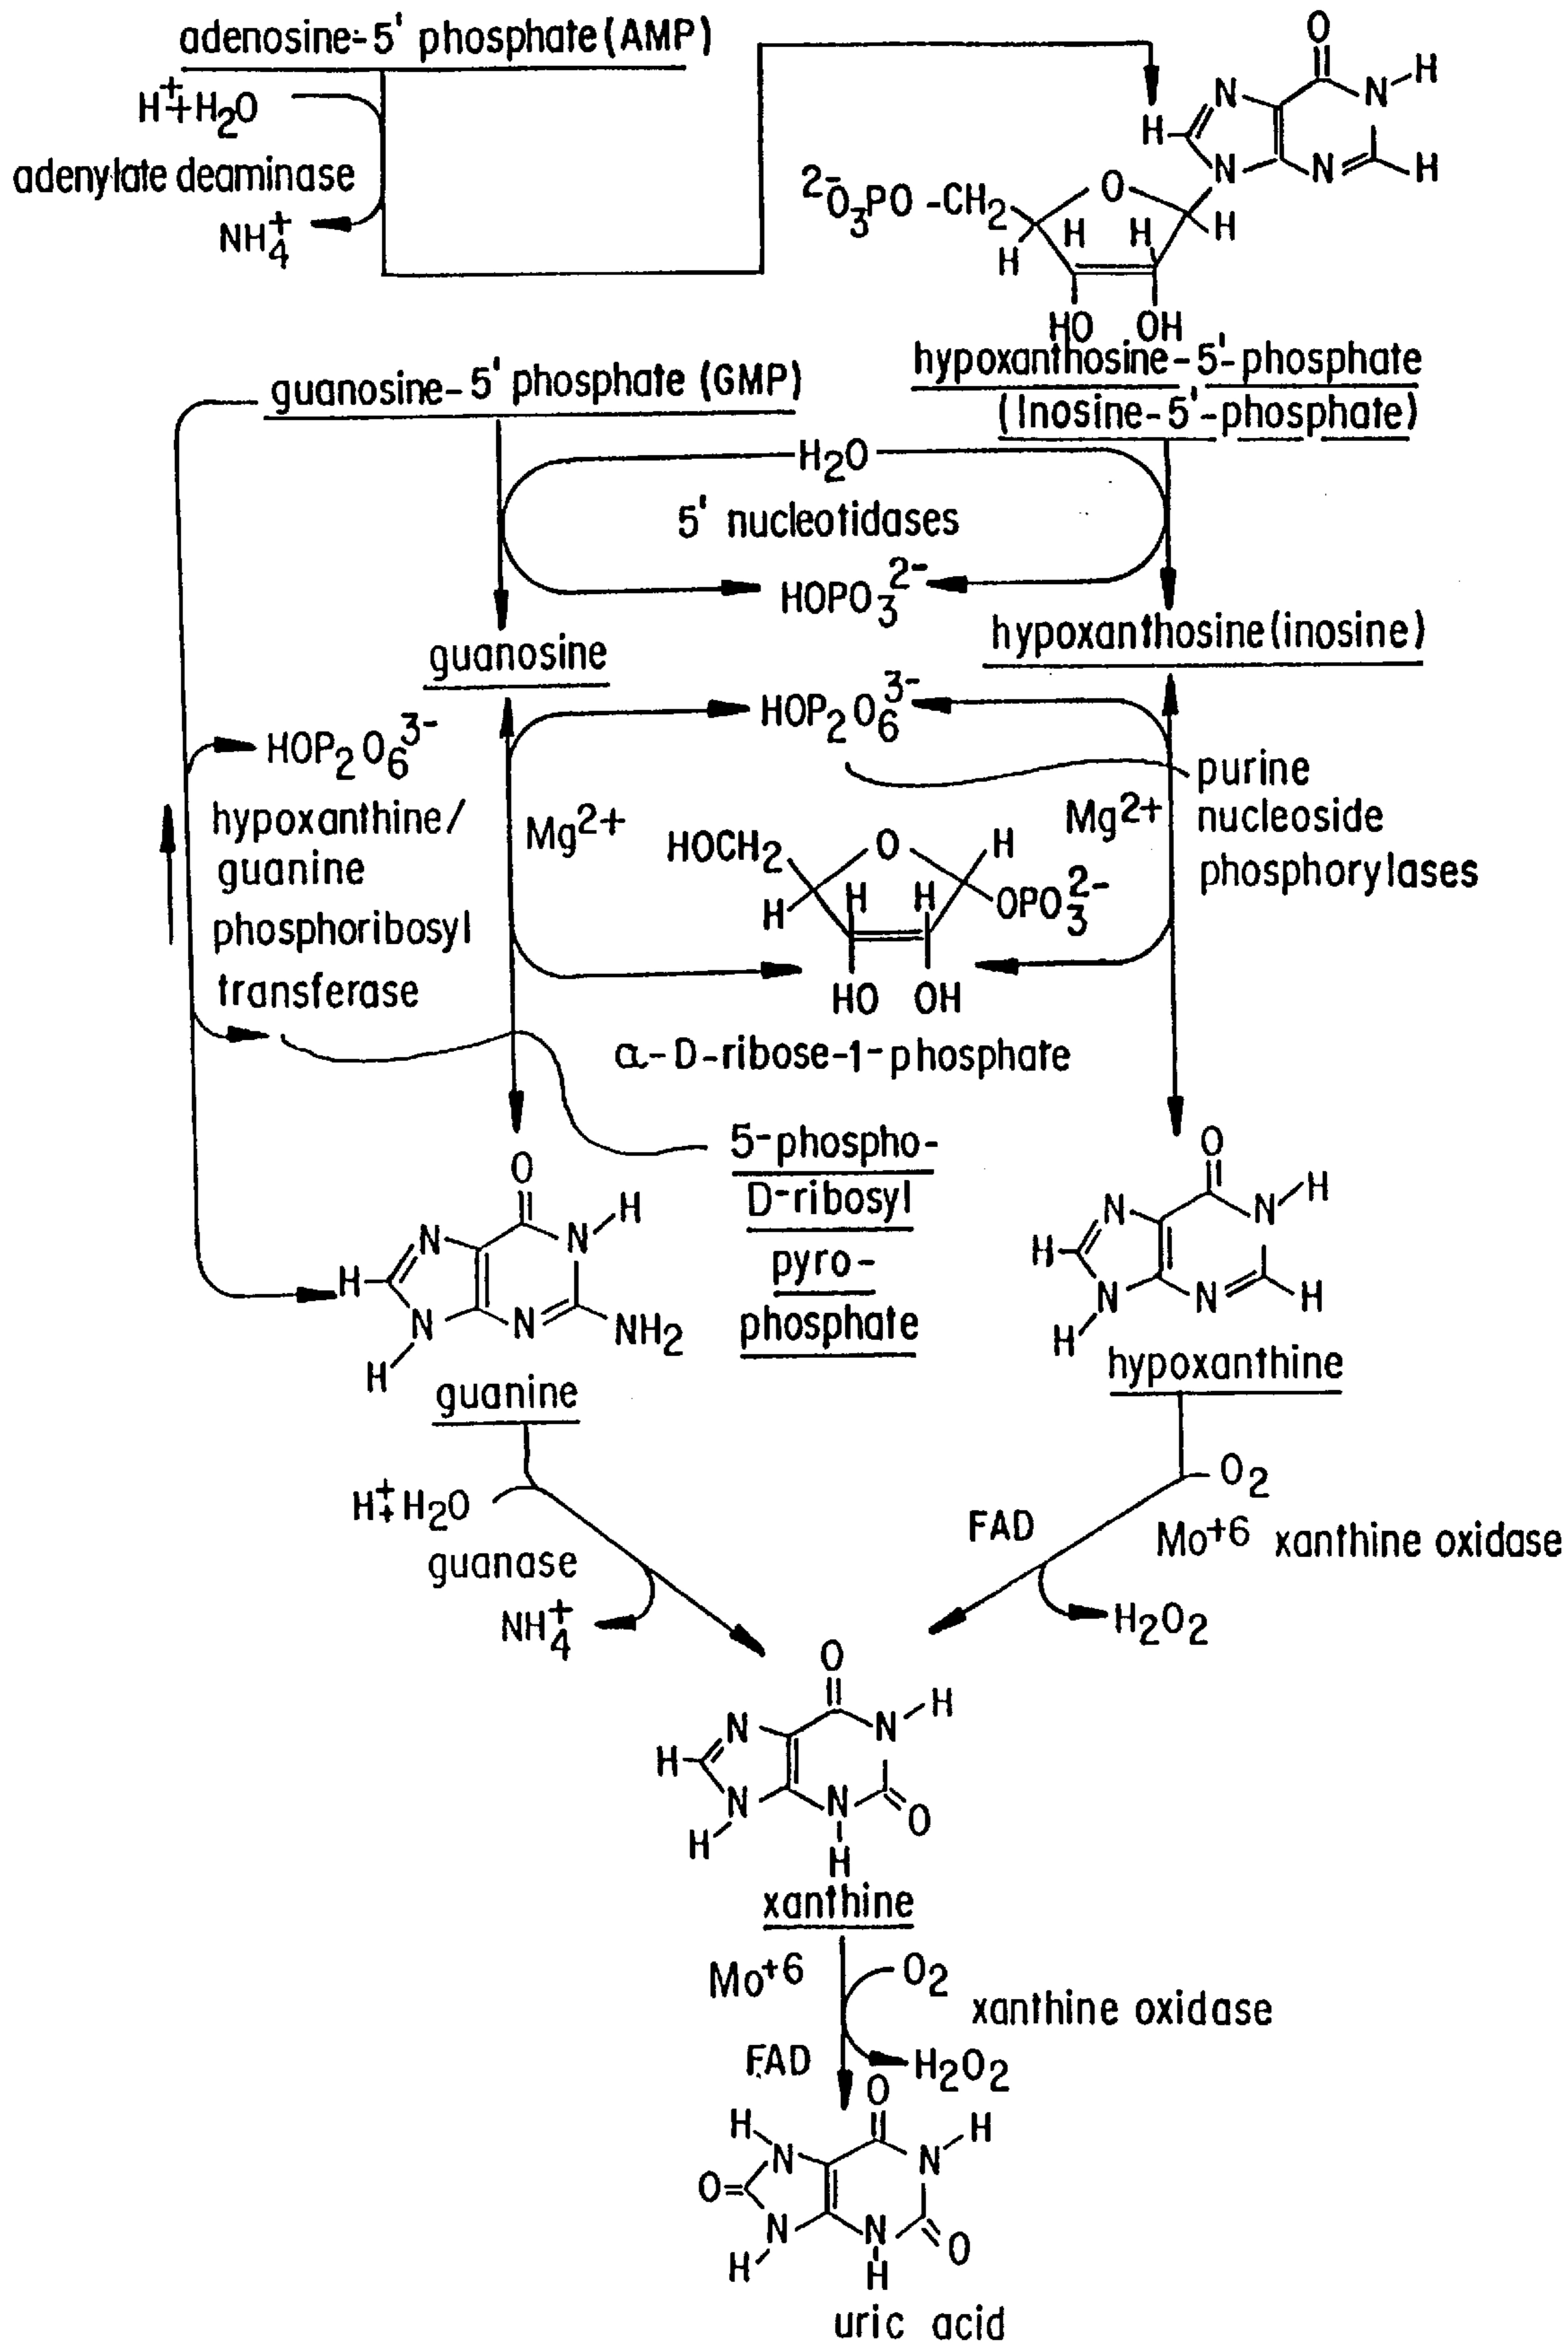 adenosine-5' phosphate (AMP)
H⁺+H₂O
adenylate deaminase
NH₄⁺
O
N
N
H
H
N
N
H
²⁻O₃PO-CH₂
O
H
H
H
H
HO
OH
hypoxanthosine-5'-phosphate
(Inosine-5'-phosphate)
guanosine-5' phosphate (GMP)
H₂O
5' nucleotidases
HOPO₃²⁻
guanosine
hypoxanthosine (inosine)
HOP₂O₆³⁻
HOP₂O₆³⁻
hypoxanthine/
guanine
phosphoribosyl
transferase
Mg²⁺
Mg²⁺
purine
nucleoside
phosphorylases
HOCH₂
O
H
H
H
H
OPO₃²⁻
HO
OH
α-D-ribose-1-phosphate
5-phospho-
D-ribosyl
pyro-
phosphate
O
N
N
H
H
N
N
NH₂
H
guanine
O
N
N
H
H
N
N
H
H
hypoxanthine
H⁺+H₂O
guanase
NH₄⁺
O₂
FAD
Mo⁺⁶ xanthine oxidase
H₂O₂
O
N
N
H
H
N
N
O
H
H
xanthine
Mo⁺⁶
O₂
xanthine oxidase
FAD
H₂O₂
O
H
N
N
H
O
N
N
O
H
H
uric acid